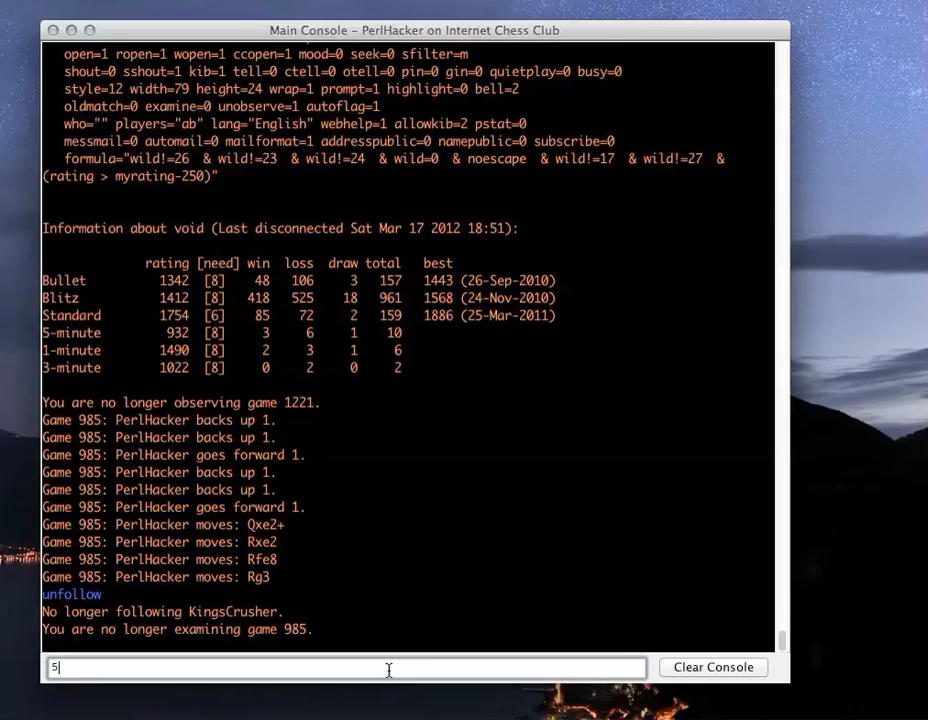 Main Console - PerlHacker on Internet Chess Club
open=1 ropen=1 wopen=1 ccopen=1 mood=0 seek=0 sfilter=m
shout=0 sshout=1 kib=1 tell=0 ctell=0 otell=0 pin=0 gin=0 quietplay=0 busy=0
style=12 width=79 height=24 wrap=1 prompt=1 highlight=0 bell=2
oldmatch=0 examine=0 unobserve=1 autoflag=1
who="" players="ab" lang="English" webhelp=1 allowkib=2 pstat=0
messmail=0 automail=0 mailformat=1 addresspublic=0 namepublic=0 subscribe=0
formula="wild!=26 & wild!=23 & wild!=24 & wild=0 & noescape & wild!=17 & wild!=27 &
(rating > myrating-250)"
Information about void (Last disconnected Sat Mar 17 2012 18:51):
rating [need] win loss draw total best
Bullet 1342 [8] 48 106 3 157 1443 (26-Sep-2010)
Blitz 1412 [8] 418 525 18 961 1568 (24-Nov-2010)
Standard 1754 [6] 85 72 2 159 1886 (25-Mar-2011)
5-minute 932 [8] 3 6 1 10
1-minute 1490 [8] 2 3 1 6
3-minute 1022 [8] 0 2 0 2
You are no longer observing game 1221.
Game 985: PerlHacker backs up 1.
Game 985: PerlHacker backs up 1.
Game 985: PerlHacker goes forward 1.
Game 985: PerlHacker backs up 1.
Game 985: PerlHacker backs up 1.
Game 985: PerlHacker goes forward 1.
Game 985: PerlHacker moves: Qxe2+
Game 985: PerlHacker moves: Rxe2
Game 985: PerlHacker moves: Rfe8
Game 985: PerlHacker moves: Rg3
unfollow
No longer following KingsCrusher.
You are no longer examining game 985.
5
Clear Console